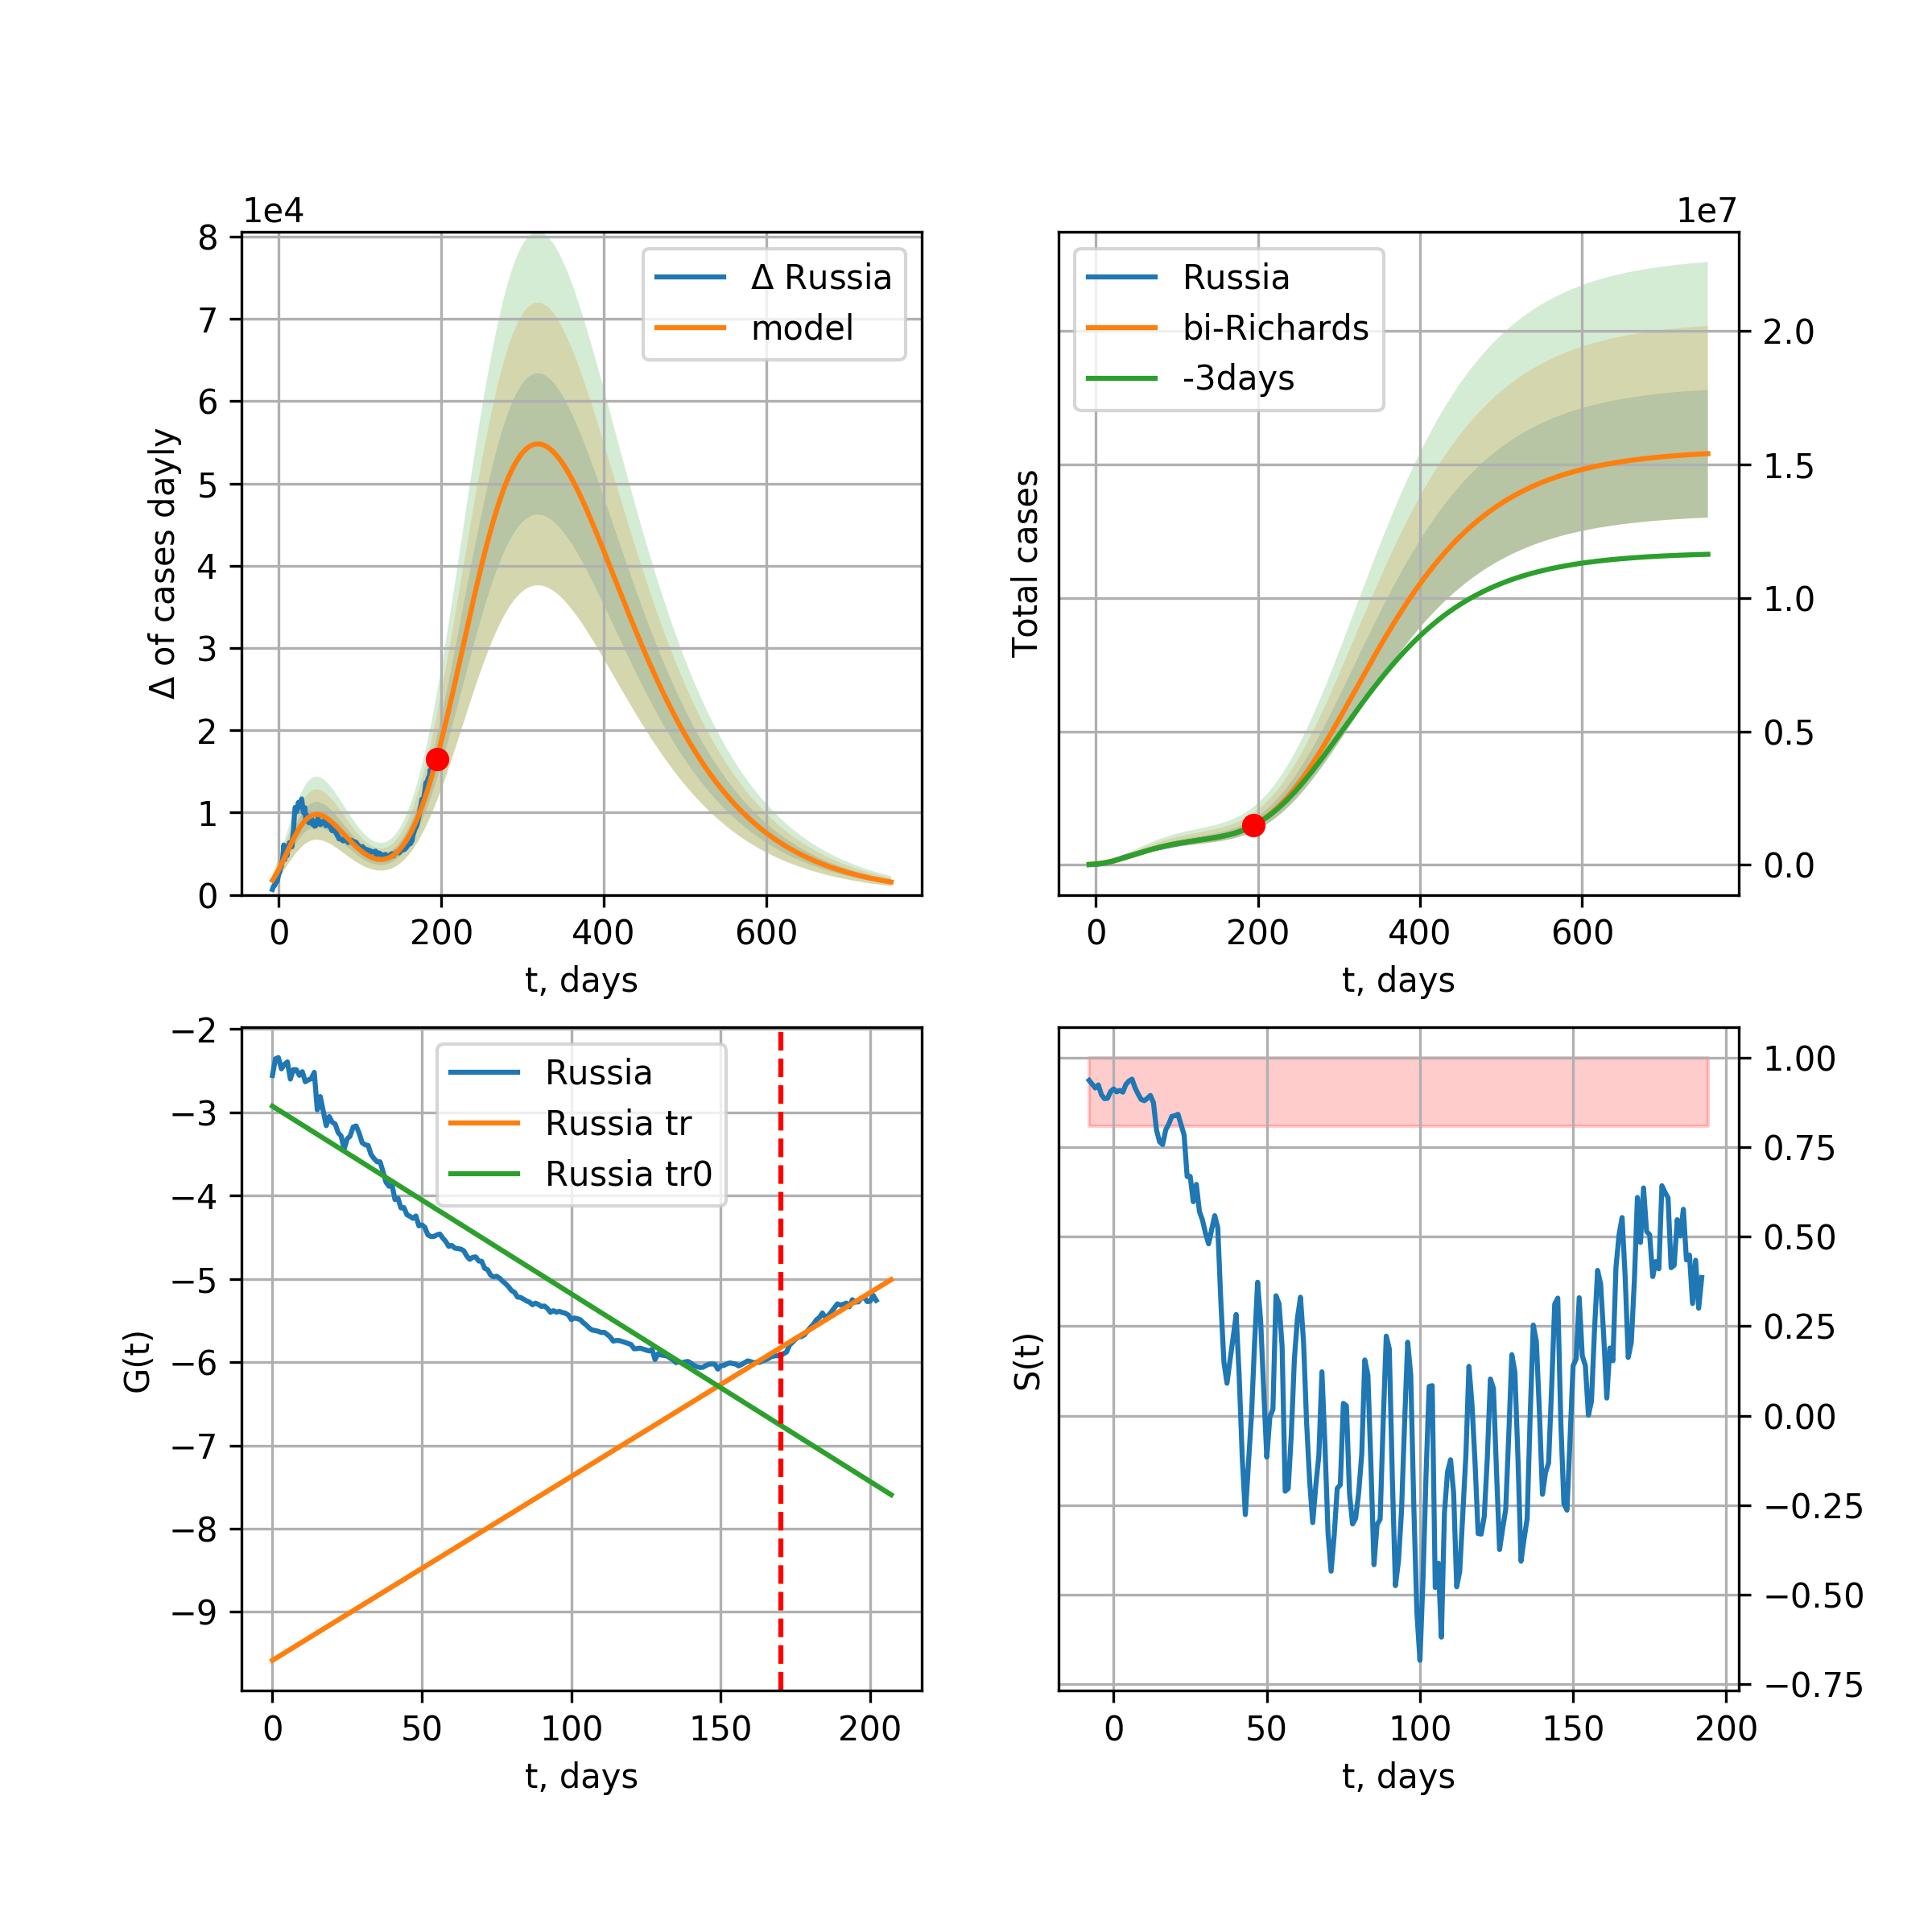 1e4
8
7
6
5
4
3
2
1
0
Δ of cases dayly
Δ Russia
model
0 200 400 600
t, days
1e7
Russia
bi-Richards
-3days
2.0
1.5
1.0
0.5
0.0
Total cases
0 200 400 600
t, days
−2
−3
−4
−5
−6
−7
−8
−9
G(t)
Russia
Russia tr
Russia tr0
0 50 100 150 200
t, days
1.00
0.75
0.50
0.25
0.00
−0.25
−0.50
−0.75
S(t)
0 50 100 150 200
t, days